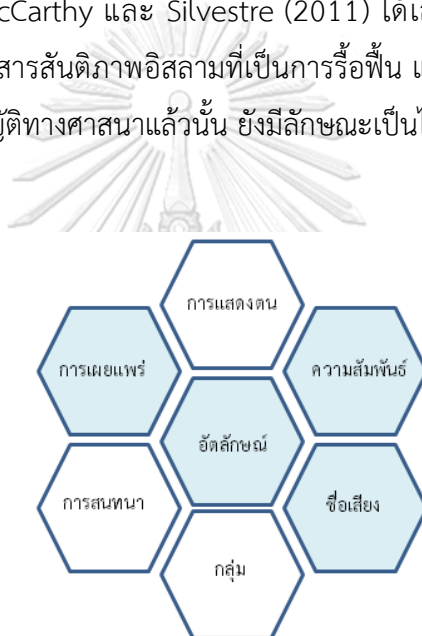 cCarthy และ Silvestre (2011) ได้เส
สารสันติภาพอิสลามที่เป็นการรื้อฟื้น แ
บัติทางศาสนาแล้วนั้น ยังมีลักษณะเป็นไ
การแสดงตน
การเผยแพร่
ความสัมพันธ์
อัตลักษณ์
การสนทนา
ชื่อเสียง
กลุ่ม